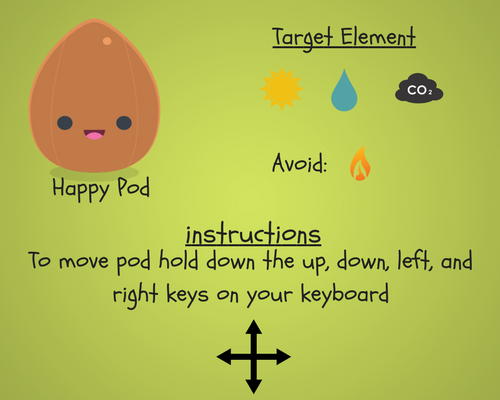 Target Element
CO₂
Avoid:
Happy Pod
instructions
To move pod hold down the up, down, left, and
right keys on your keyboard